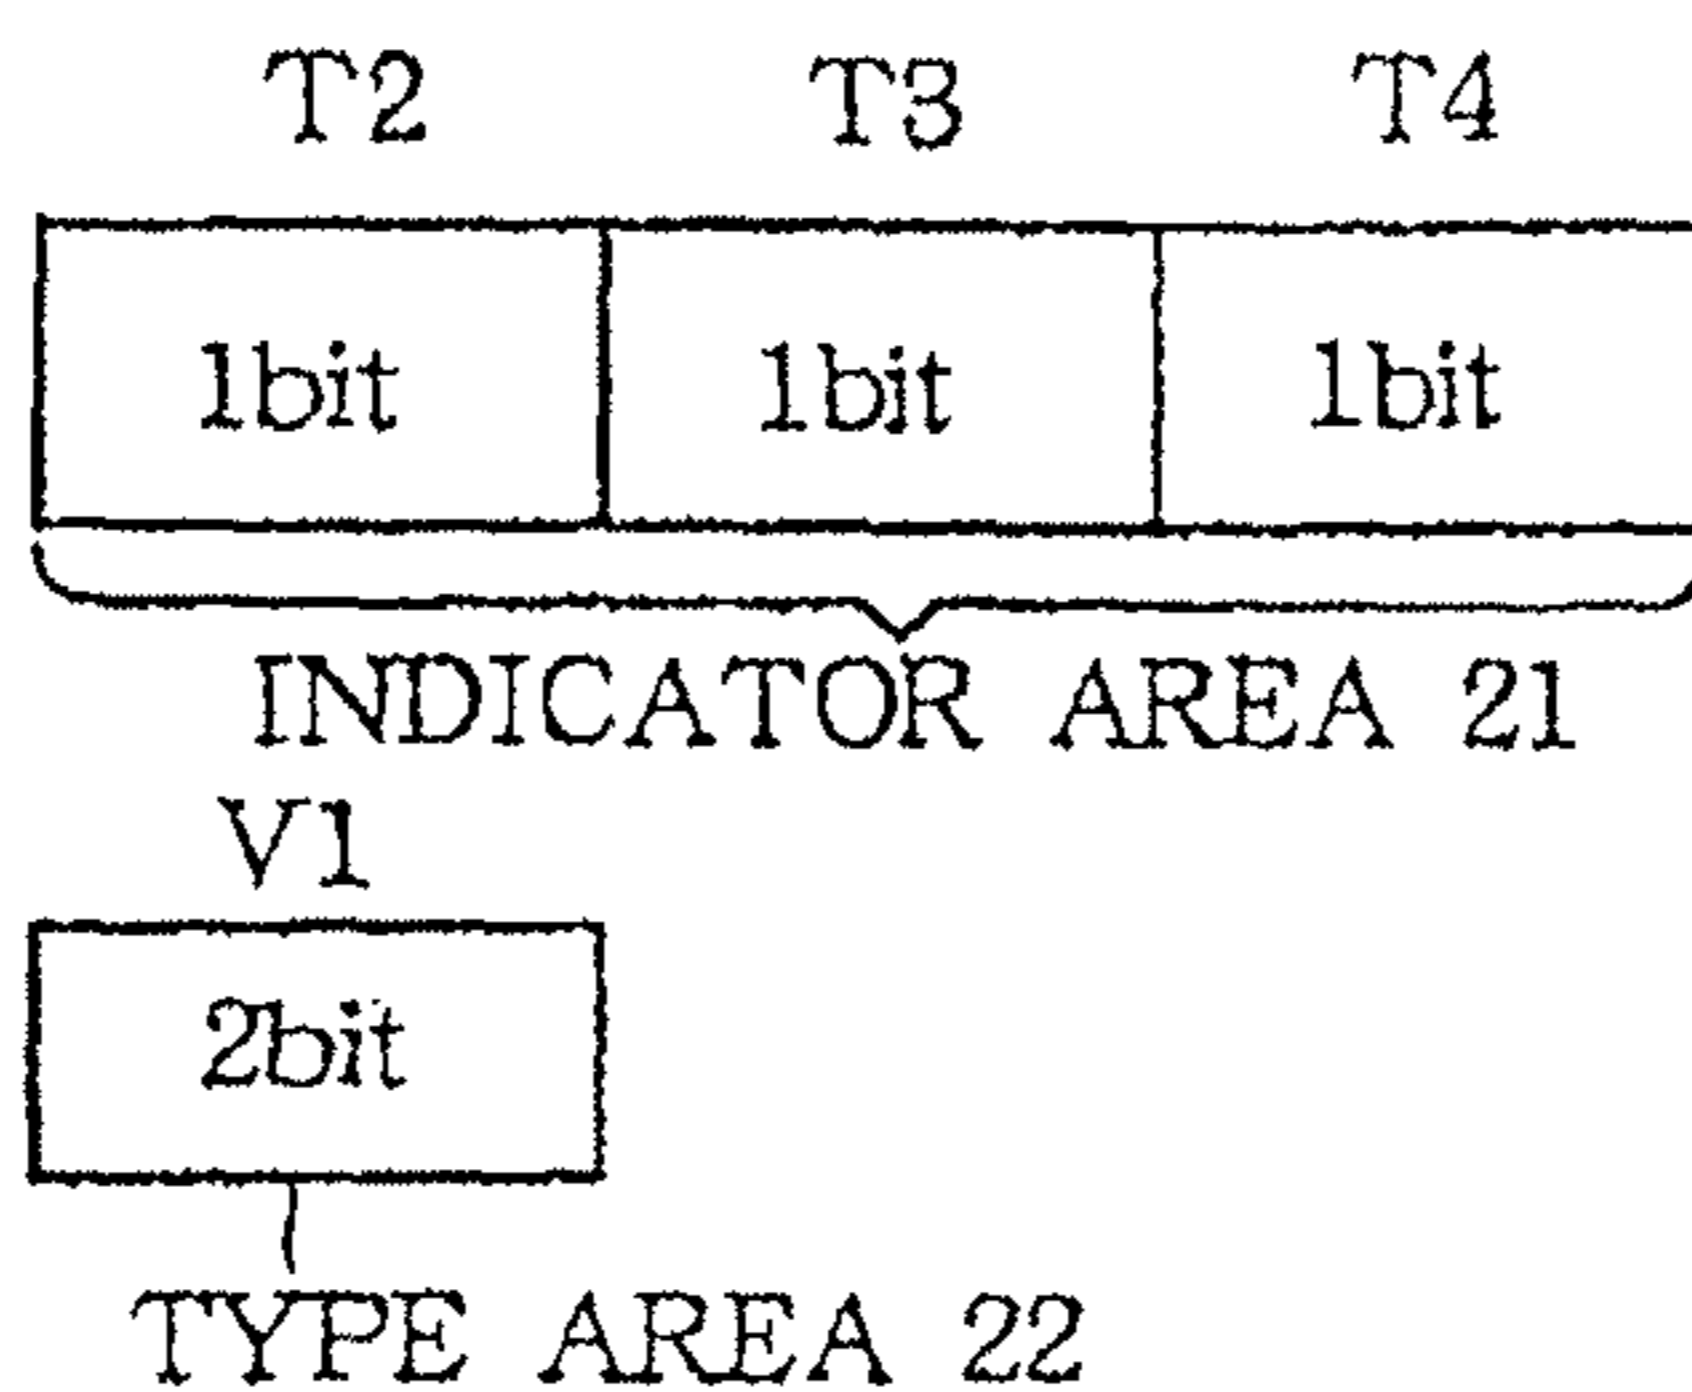 T2 T3 T4
1bit 1bit 1bit
INDICATOR AREA 21
V1
2bit
TYPE AREA 22